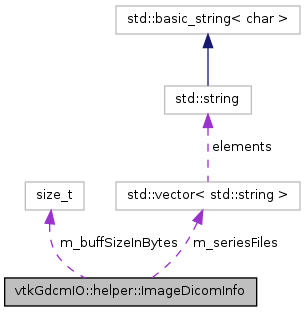 std::basic_string< char >
std::string
elements
size_t
std::vector< std::string >
m_buffSizeInBytes
m_seriesFiles
vtkGdcmIO::helper::ImageDicomInfo